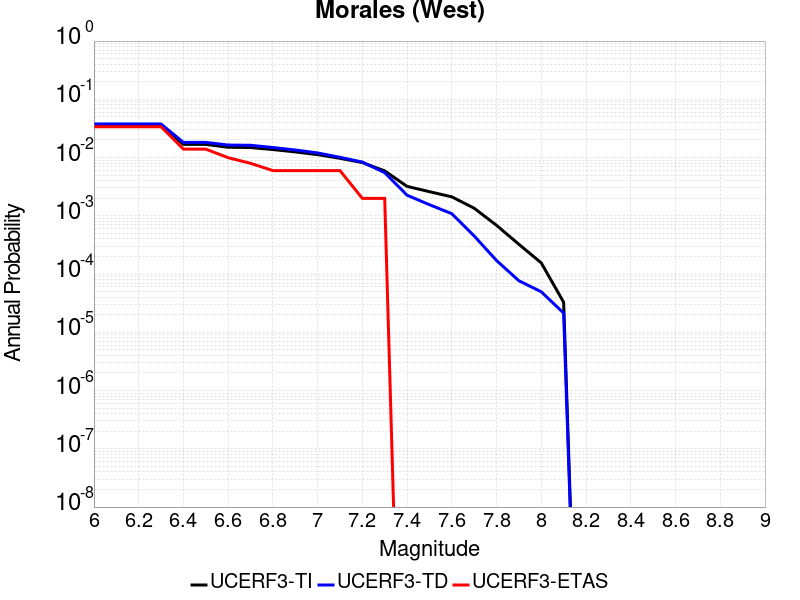 Morales (West)
Annual Probability
10^0
10^-1
10^-2
10^-3
10^-4
10^-5
10^-6
10^-7
10^-8
6 6.2 6.4 6.6 6.8 7 7.2 7.4 7.6 7.8 8 8.2 8.4 8.6 8.8 9
Magnitude
UCERF3-TI UCERF3-TD UCERF3-ETAS